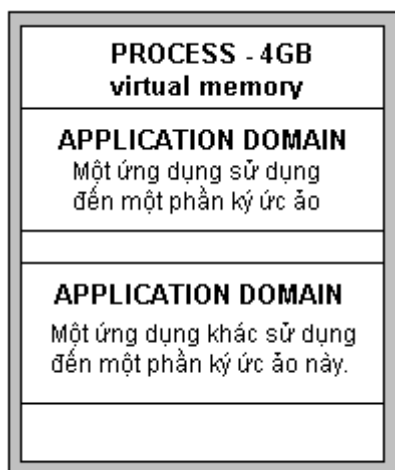 PROCESS - 4GB
virtual memory
APPLICATION DOMAIN
Một ứng dụng sử dụng
đến một phần ký ức ảo
APPLICATION DOMAIN
Một ứng dụng khác sử dụng
đến một phần ký ức ảo này.